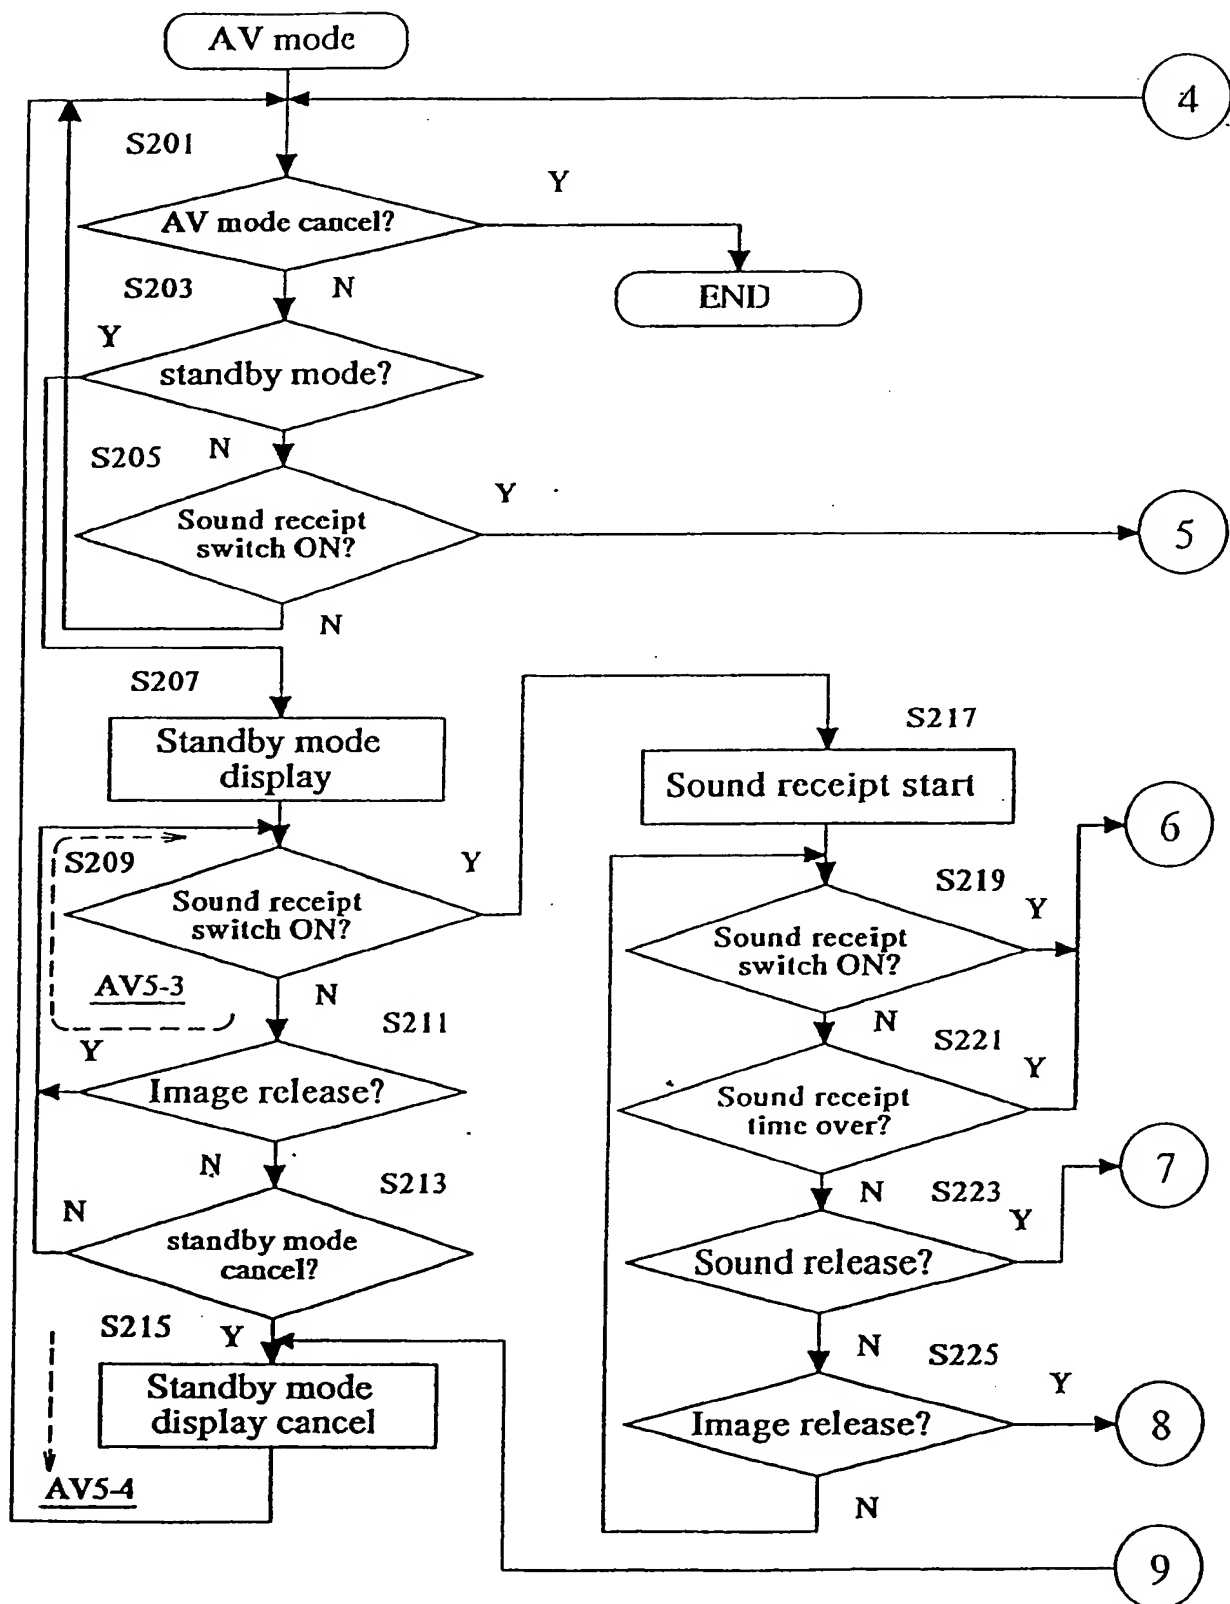 AV mode
4
S201
Y
AV mode cancel?
S203
N
END
Y
standby mode?
N
S205
Y
Sound receipt
switch ON?
5
N
S207
S217
Standby mode
display
Sound receipt start
6
S209
Y
S219
Y
Sound receipt
switch ON?
Sound receipt
switch ON?
AV5-3
N
N
S211
S221
Y
Y
Image release?
Sound receipt
time over?
7
N
S213
N
S223
Y
N
standby mode
cancel?
Sound release?
S215
Y
N
S225
Y
Standby mode
display cancel
Image release?
8
AV5-4
N
9